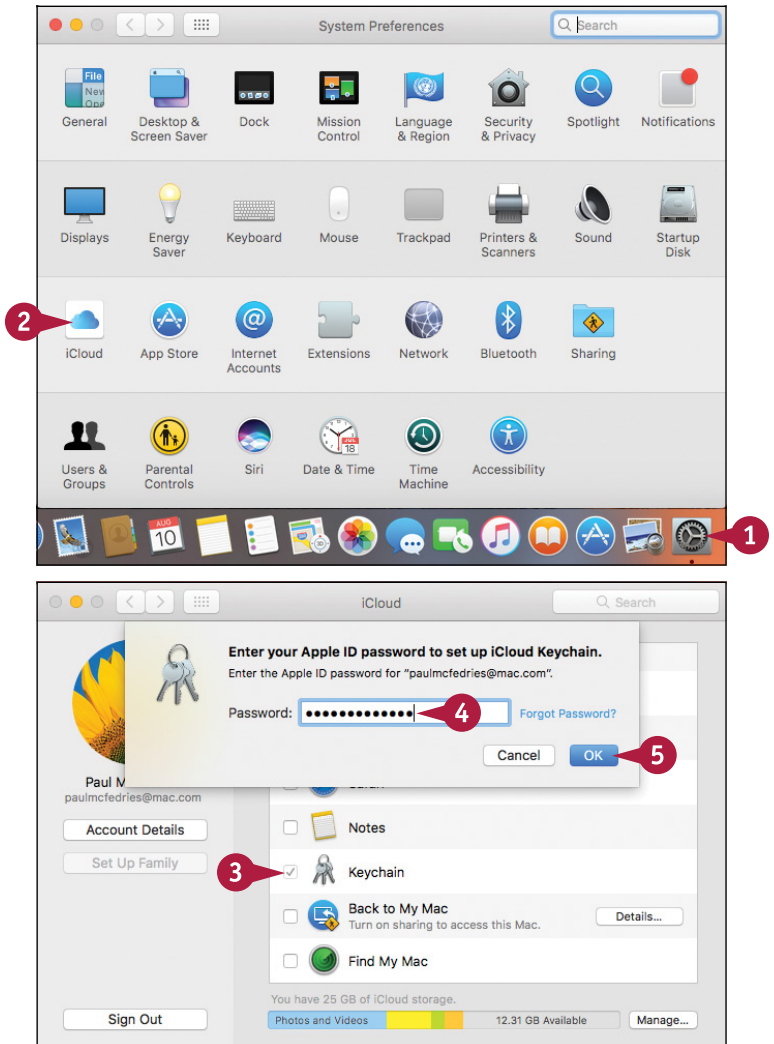 System Preferences
Search
File
New
Ope
General
Desktop &
Screen Saver
Dock
Mission
Control
Language
& Region
Security
& Privacy
Spotlight
Notifications
Displays
Energy
Saver
Keyboard
Mouse
Trackpad
Printers &
Scanners
Sound
Startup
Disk
2
iCloud
App Store
Internet
Accounts
Extensions
Network
Bluetooth
Sharing
Users &
Groups
Parental
Controls
Siri
18
Date & Time
Time
Machine
Accessibility
AUG
10
1
iCloud
Search
Enter your Apple ID password to set up iCloud Keychain.
Enter the Apple ID password for “paulmcfedries@mac.com”.
Password: •••••••••••••
4
Forgot Password?
Cancel
OK
5
Paul M
paulmcfedries@mac.com
Account Details
Set Up Family
Notes
3
Keychain
Back to My Mac
Turn on sharing to access this Mac.
Details...
Find My Mac
You have 25 GB of iCloud storage.
Photos and Videos
12.31 GB Available
Manage...
Sign Out